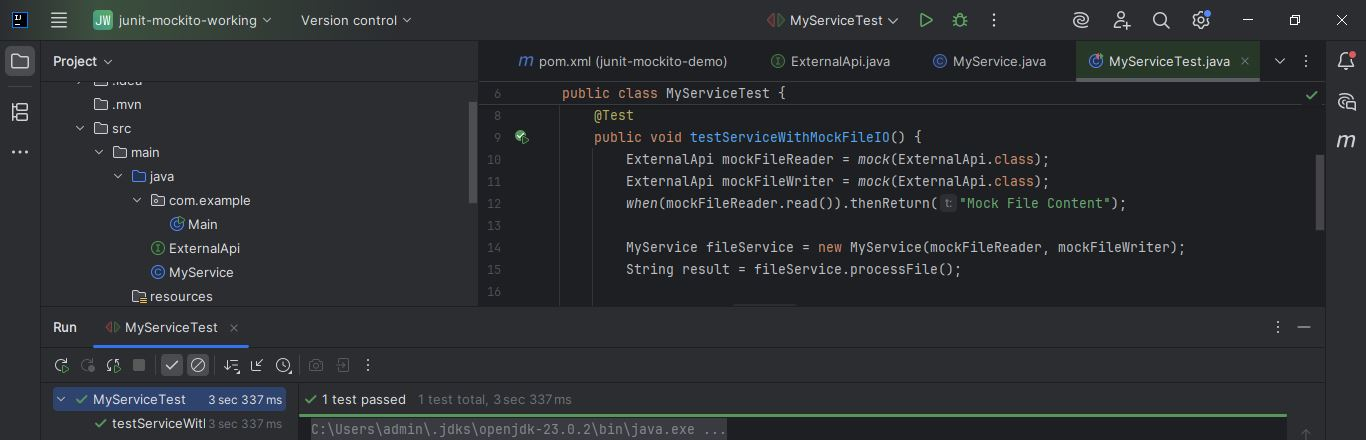 JW junit-mockito-working Version control MyServiceTest
Project
pom.xml (junit-mockito-demo) ExternalApi.java MyService.java MyServiceTest.java
.idea
.mvn
src
main
java
com.example
Main
ExternalApi
MyService
resources
6 public class MyServiceTest {
8 @Test
9 public void testServiceWithMockFileIO() {
10 ExternalApi mockFileReader = mock(ExternalApi.class);
11 ExternalApi mockFileWriter = mock(ExternalApi.class);
12 when(mockFileReader.read()).thenReturn( t: "Mock File Content");
13
14 MyService fileService = new MyService(mockFileReader, mockFileWriter);
15 String result = fileService.processFile();
16
Run MyServiceTest
MyServiceTest 3 sec 337 ms
testServiceWitl 3 sec 337 ms
1 test passed 1 test total, 3 sec 337 ms
C:\Users\admin\.jdks\openjdk-23.0.2\bin\java.exe ...